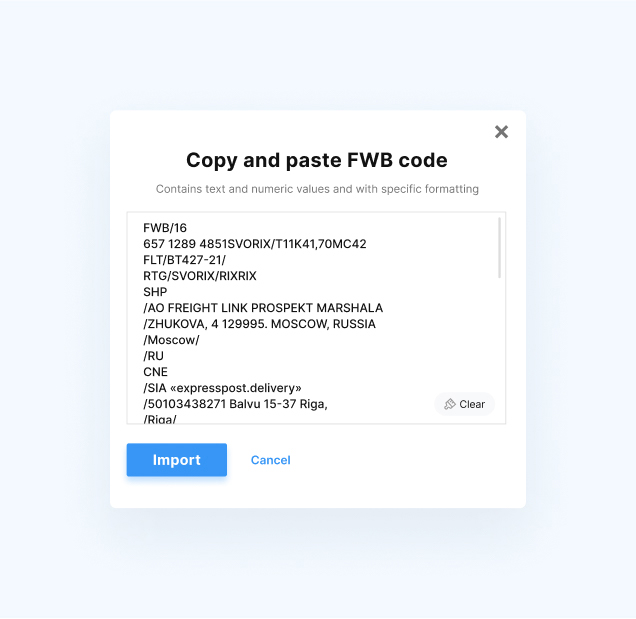 Copy and paste FWB code
Contains text and numeric values and with specific formatting
FWB/16
657 1289 4851SVORIX/T11K41,70MC42
FLT/BT427-21/
RTG/SVORIX/RIXRIX
SHP
/AO FREIGHT LINK PROSPEKT MARSHALA
/ZHUKOVA, 4 129995. MOSCOW, RUSSIA
/Moscow/
/RU
CNE
/SIA «expresspost.delivery»
/50103438271 Balvu 15-37 Riga,
/Riga/
Clear
Import
Cancel